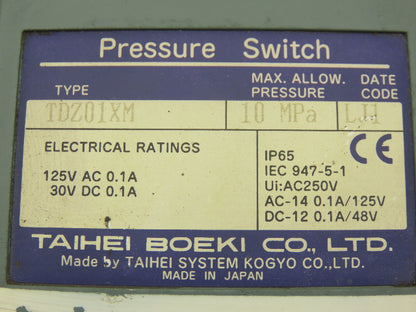 Pressure Switch
TYPE MAX. ALLOW. PRESSURE DATE CODE
TDZ01XM 10 MPa LJ1
ELECTRICAL RATINGS
125V AC 0.1A
30V DC 0.1A
IP65 CE
IEC 947-5-1
Ui:AC250V
AC-14 0.1A/125V
DC-12 0.1A/48V
TAIHEI BOEKI CO., LTD.
Made by TAIHEI SYSTEM KOGYO CO.,LTD.
MADE IN JAPAN